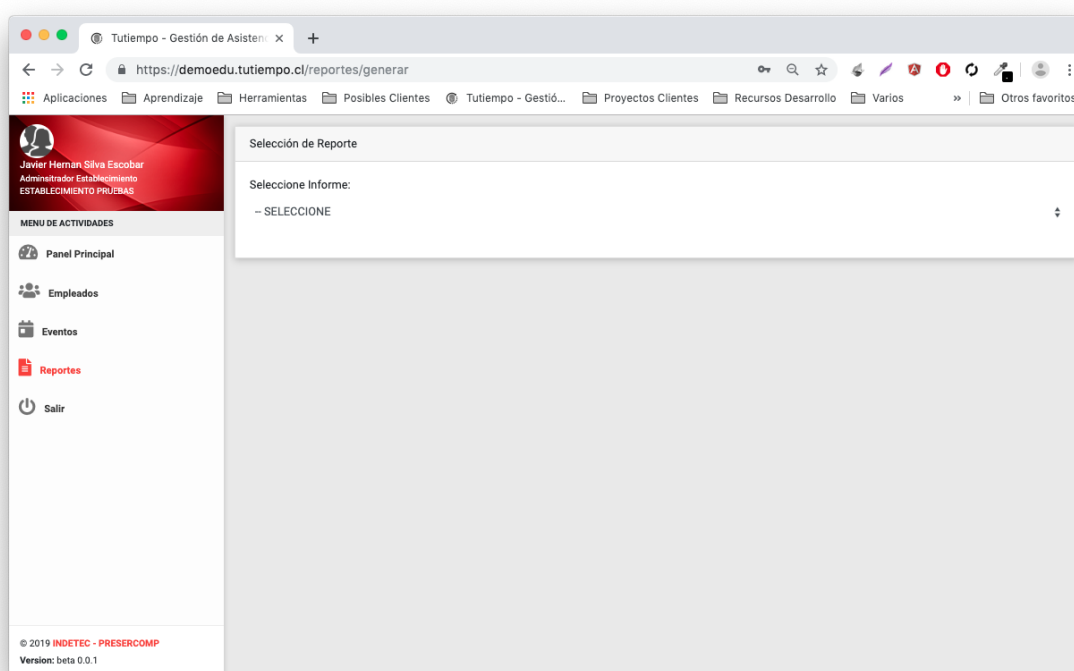 Tutiempo - Gestión de Asistenc
https://demoedu.tutiempo.cl/reportes/generar
Aplicaciones Aprendizaje Herramientas Posibles Clientes Tutiempo - Gestió... Proyectos Clientes Recursos Desarrollo Varios » Otros favoritos
Javier Hernan Silva Escobar
Adminsitrador Establecimiento
ESTABLECIMIENTO PRUEBAS
MENU DE ACTIVIDADES
Panel Principal
Empleados
Eventos
Reportes
Salir
© 2019 INDETEC - PRESERCOMP
Version: beta 0.0.1
Selección de Reporte
Seleccione Informe:
-- SELECCIONE